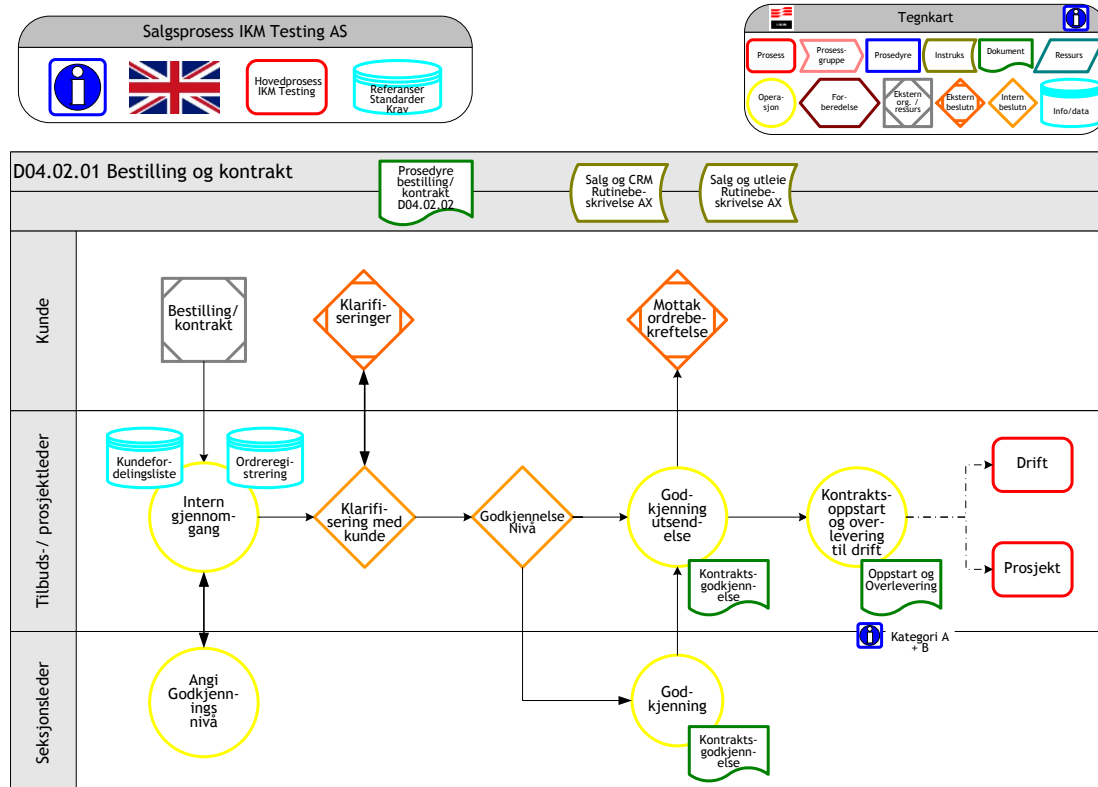 Salgsprosess IKM Testing AS
Hovedprosess
IKM Testing
Referanser
Standarder
Krav
Tegnkart
Prosess
Prosess-
gruppe
Prosedyre
Instruks
Dokument
Ressurs
Opera-
sjon
For-
beredelse
Ekstern
org. /
ressurs
Ekstern
beslutn
Intern
beslutn
Info/data
D04.02.01 Bestilling og kontrakt
Prosedyre
bestilling/
kontrakt
D04.02.02
Salg og CRM
Rutinebe-
skrivelse AX
Salg og utleie
Rutinebe-
skrivelse AX
Kunde
Bestilling/
kontrakt
Klarifi-
seringer
Mottak
ordrebe-
kreftelse
Tilbuds-/ prosjektleder
Kundefor-
delingsliste
Ordreregi-
strering
Intern
gjennom-
gang
Klarifi-
sering med
kunde
Godkjennelse
Nivå
God-
kjenning
utsend-
else
Kontrakts-
godkjenn-
else
Kontrakts-
oppstart
og over-
levering
til drift
Oppstart og
Overlevering
Drift
Prosjekt
Kategori A
+ B
Seksjonsleder
Angi
Godkjenn-
ings
nivå
God-
kjenning
Kontrakts-
godkjenn-
else